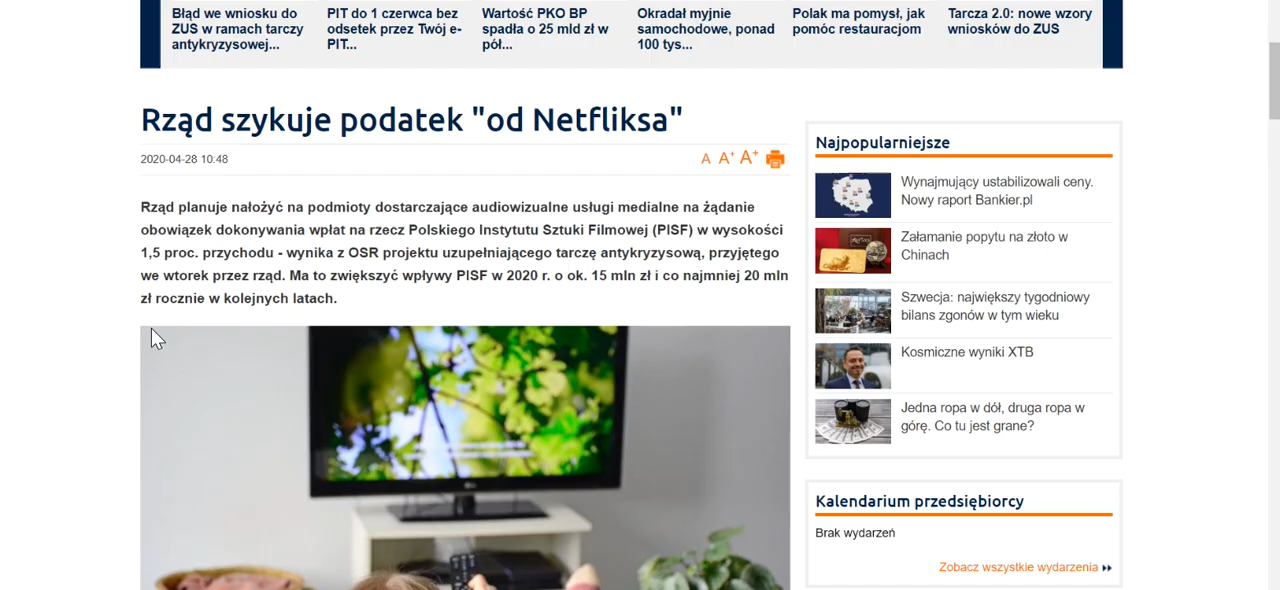 Błąd we wniosku do
ZUS w ramach tarczy
antykryzysowej...
PIT do 1 czerwca bez
odsetek przez Twój e-
PIT...
Wartość PKO BP
spadła o 25 mld zł w
pół...
Okradał myjnie
samochodowe, ponad
100 tys...
Polak ma pomysł, jak
pomóc restauracjom
Tarcza 2.0: nowe wzory
wniosków do ZUS
Rząd szykuje podatek "od Netfliksa"
2020-04-28 10:48
A A+ A+
Rząd planuje nałożyć na podmioty dostarczające audiowizualne usługi medialne na żądanie
obowiązek dokonywania wpłat na rzecz Polskiego Instytutu Sztuki Filmowej (PISF) w wysokości
1,5 proc. przychodu - wynika z OSR projektu uzupełniającego tarczę antykryzysową, przyjętego
we wtorek przez rząd. Ma to zwiększyć wpływy PISF w 2020 r. o ok. 15 mln zł i co najmniej 20 mln
zł rocznie w kolejnych latach.
Najpopularniejsze
Wynajmujący ustabilizowali ceny.
Nowy raport Bankier.pl
Załamanie popytu na złoto w
Chinach
Szwecja: największy tygodniowy
bilans zgonów w tym wieku
Kosmiczne wyniki XTB
Jedna ropa w dół, druga ropa w
górę. Co tu jest grane?
Kalendarium przedsiębiorcy
Brak wydarzeń
Zobacz wszystkie wydarzenia